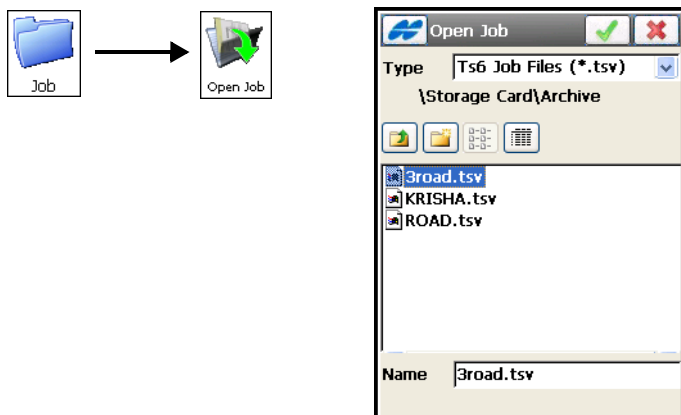 Job
Open Job
Open Job
Type Ts6 Job Files (*.tsv)
\Storage Card\Archive
3road.tsv
KRISHA.tsv
ROAD.tsv
Name 3road.tsv